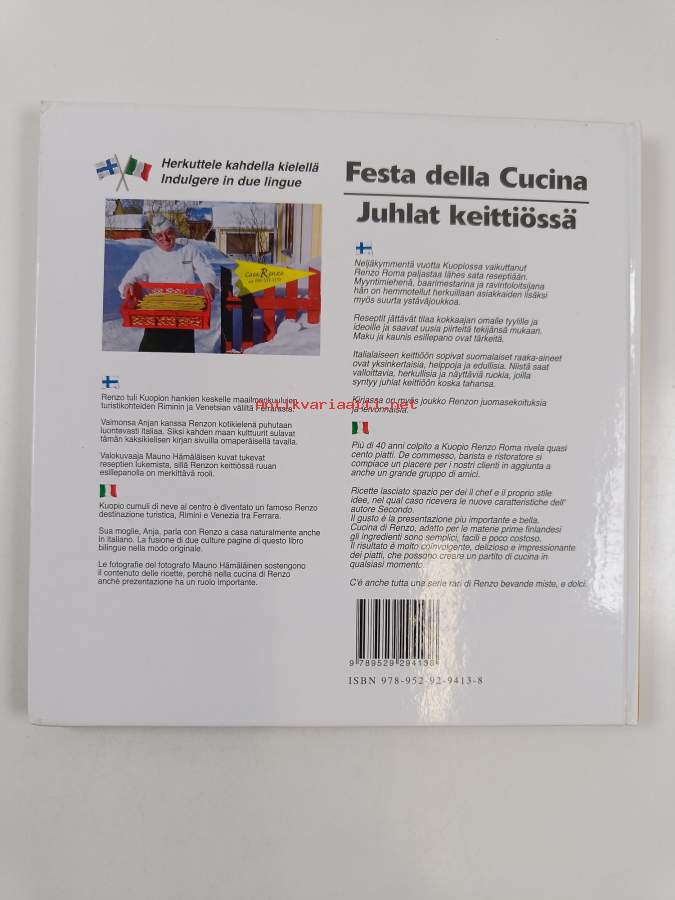 Herkuttele kahdella kielellä
Indulgere in due lingue
Casa Renzo
Renzo tuli Kuopion hankien keskelle maailmankuulujen
turistikohteiden Riminin ja Venetsian väliltä Ferrarasta.
Vaimonsa Anjan kanssa Renzon kotikielenä puhutaan
luontevasti italiaa. Siksi kahden maan kulttuurit sulavat
tämän kaksikielisen kirjan sivuilla omaperäisellä tavalla.
Valokuvaaja Mauno Hämäläisen kuvat tukevat
reseptien lukemista, sillä Renzon keittiössä ruuan
esillepanolla on merkittävä rooli.
Kuopio cumuli di neve al centro è diventato un famoso Renzo
destinazione turistica, Rimini e Venezia tra Ferrara.
Sua moglie, Anja, parla con Renzo a casa naturalmente anche
in italiano. La fusione di due culture pagine di questo libro
bilingue nella modo originale.
Le fotografie del fotografo Mauno Hämäläinen sostengono
il contenuto delle ricette, perchè nella cucina di Renzo
anchè prezentazione ha un ruolo importante.
Festa della Cucina
Juhlat keittiössä
Neljäkymmentä vuotta Kuopiossa vaikuttanut
Renzo Roma paljastaa lähes sata reseptiään.
Myyntimiehenä, baarimestarina ja ravintoloitsijana
hän on hemmotellut herkuillaan asiakkaiden lisäksi
myös suurta ystäväjoukkoa.
Reseptit jättävät tilaa kokkaajan omalle tyylille ja
ideoille ja saavat uusia piirteitä tekijänsä mukaan.
Maku ja kaunis esillepano ovat tärkeitä.
Italialaiseen keittiöön sopivat suomalaiset raaka-aineet
ovat yksinkertaisia, helppoja ja edullisia. Niistä saat
valloittavia, herkullisia ja näyttäviä ruokia, joilla
syntyy juhlat keittiöön koska tahansa.
Kirjassa on myös joukko Renzon juomasekoituksia
ja leivonnaisia.
antikvariaatti.net
Più di 40 anni colpito a Kuopio Renzo Roma rivela quasi
cento piatti. De commesso, barista e ristoratore si
compiace un piacere per i nostri clienti in aggiunta a
anche un grande gruppo di amici.
Ricette lasciato spazio per dei il chef e il proprio stile
idee, nel qual caso ricevera le nuove caratteristiche dell'
autore Secondo.
Il gusto è la presentazione piu importante e bella.
Cucina di Renzo, adatto per le materie prime finlandesi
gli ingredienti sono semplici, facili e poco costoso.
Il risultato è molto coinvolgente, delizioso e impressionante
dei piatti, che possono creare un partito di cucina in
qualsiasi momento.
C'è anche tutta una serie rari di Renzo bevande miste, e dolci.
9 789529 294138
ISBN 978-952-92-9413-8